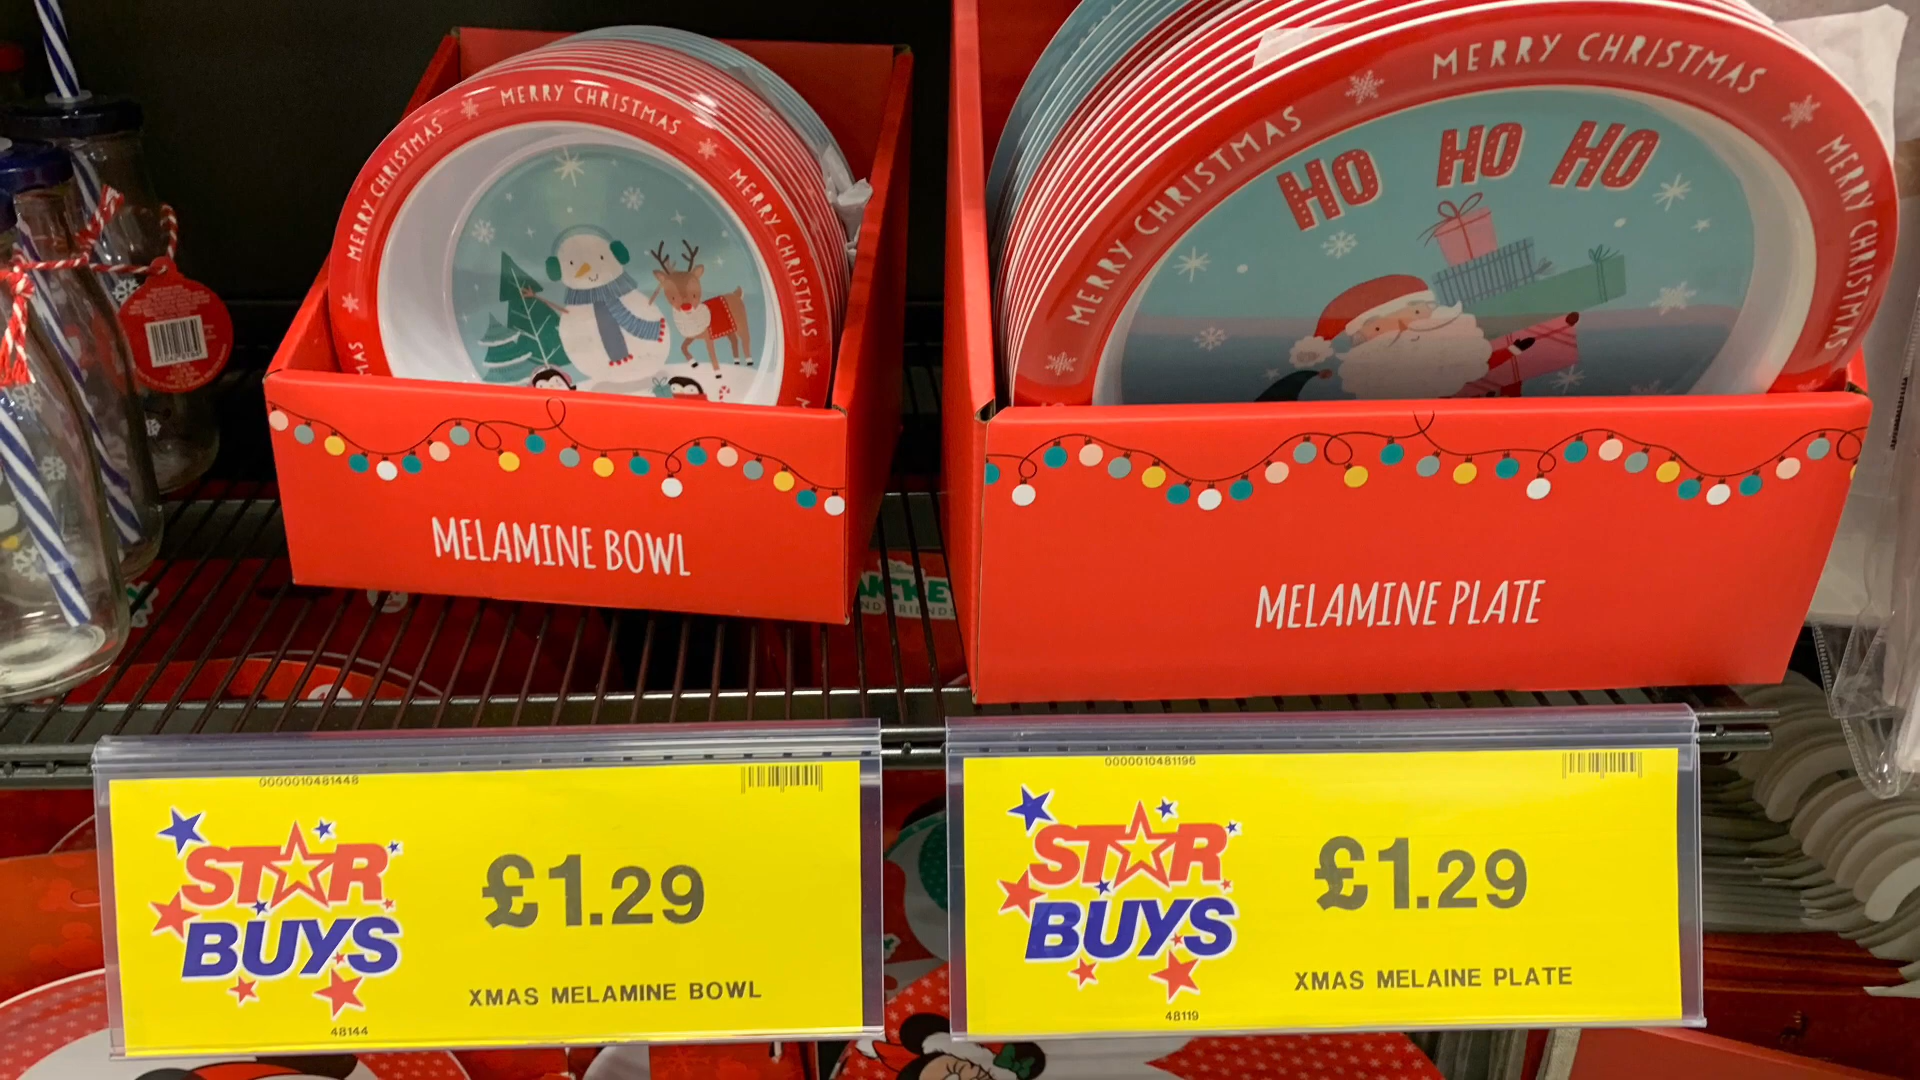 MERRY CHRISTMAS MERRY CHRISTMAS MERRY CHRISTMAS
MELAMINE BOWL
MERRY CHRISTMAS MERRY CHRISTMAS MERRY CHRISTMAS
HO HO HO
MELAMINE PLATE
0000010481448
STAR
BUYS
£1.29
XMAS MELAMINE BOWL
48144
0000010481196
STAR
BUYS
£1.29
XMAS MELAINE PLATE
48119